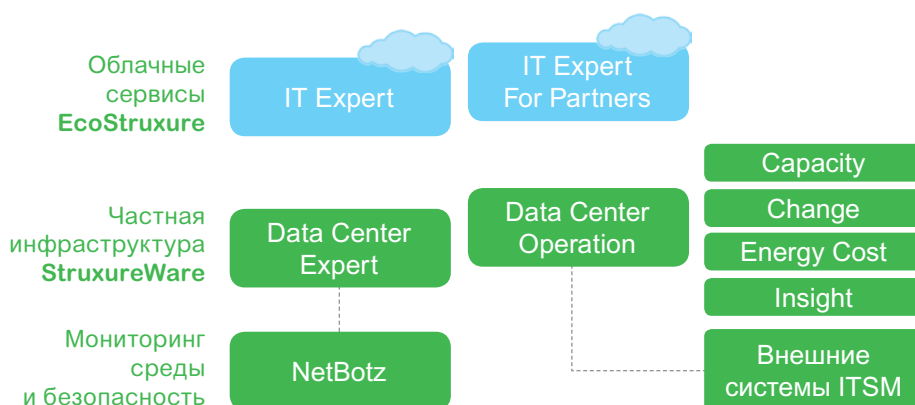 Облачные
сервисы
EcoStruxure
IT Expert
IT Expert
For Partners
Частная
инфраструктура
StruxureWare
Data Center
Expert
Data Center
Operation
Capacity
Change
Energy Cost
Insight
Мониторинг
среды
и безопасность
NetBotz
Внешние
системы ITSM